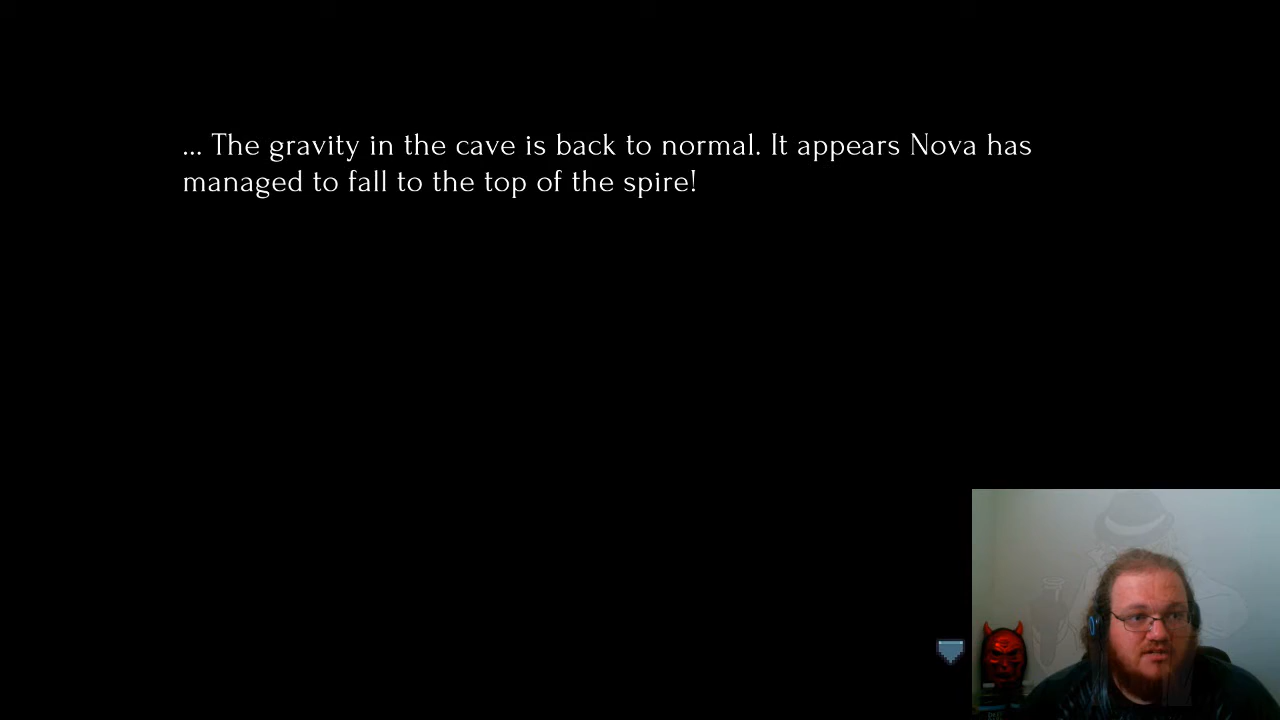 ... The gravity in the cave is back to normal. It appears Nova has
managed to fall to the top of the spire!